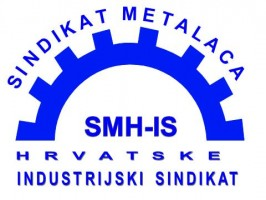 SINDIKAT METALACA
SMH-IS
HRVATSKE
INDUSTRIJSKI SINDIKAT